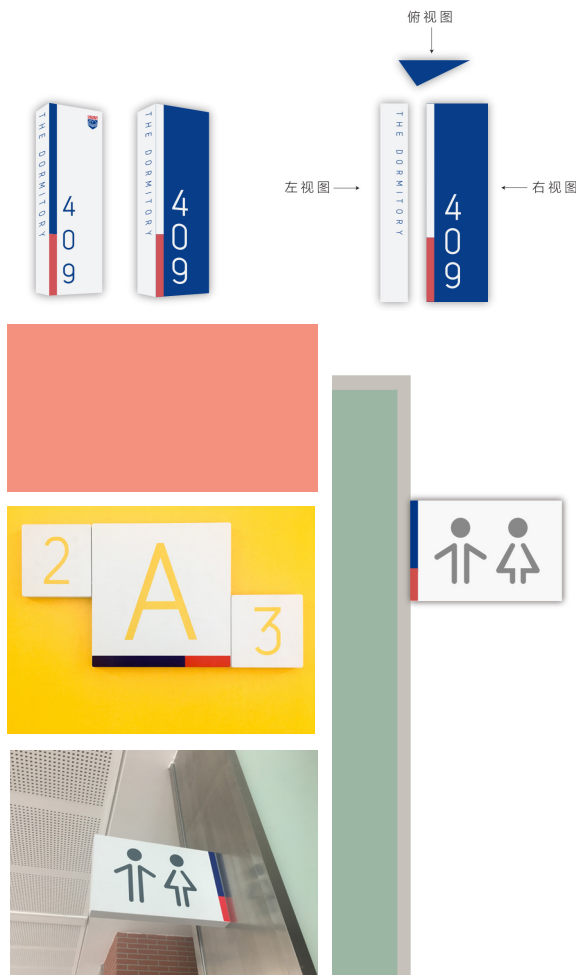 俯视图
THE DORMITORY
409
THE DORMITORY
409
左视图
THE DORMITORY
409
右视图
2
A
3